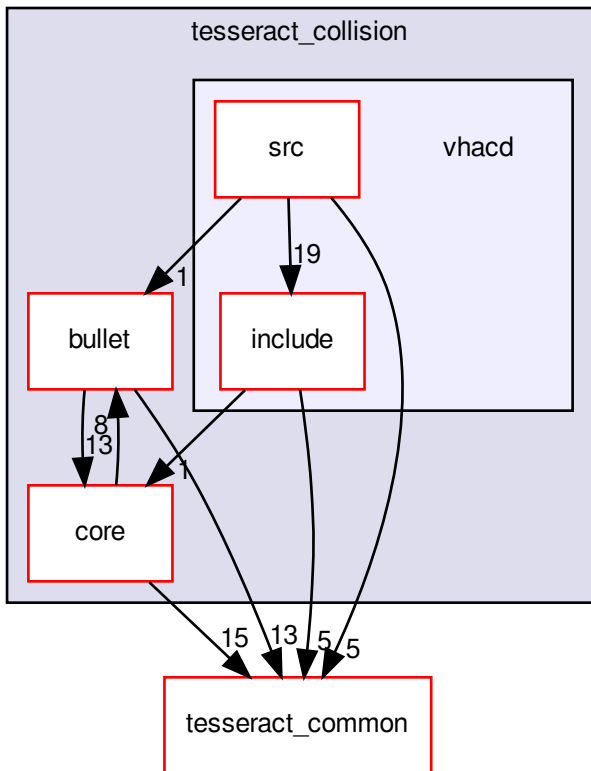 tesseract_collision
src
vhacd
1
19
bullet
include
8
13
1
core
15
13
5
5
tesseract_common